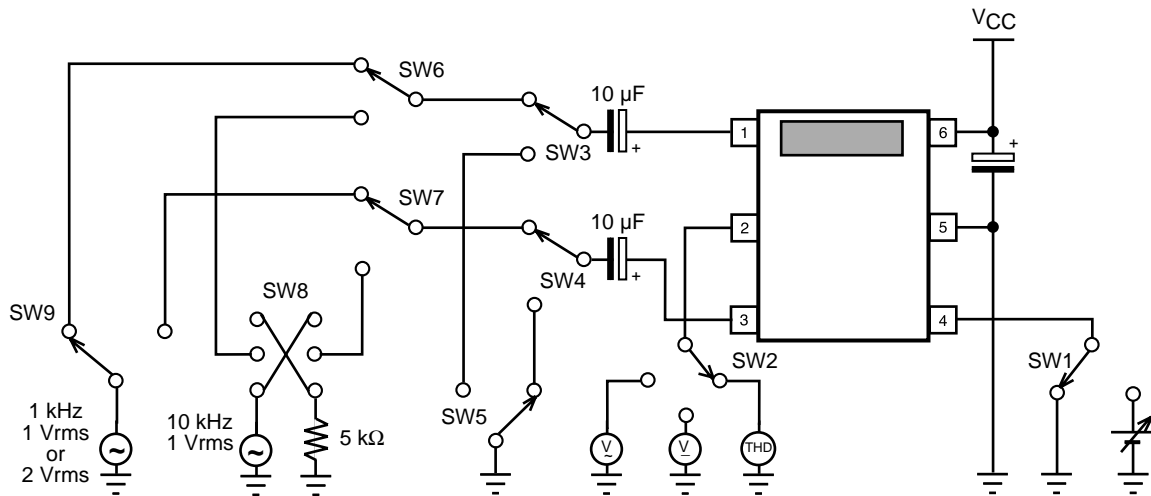 VCC
SW6
10 µF
+
SW3
1
6
+
SW7
10 µF
+
SW4
2
5
SW8
SW9
3
4
SW2
SW1
SW5
1 kHz
1 Vrms
or
2 Vrms
10 kHz
1 Vrms
~
~
5 kΩ
V
~
V
–
THD